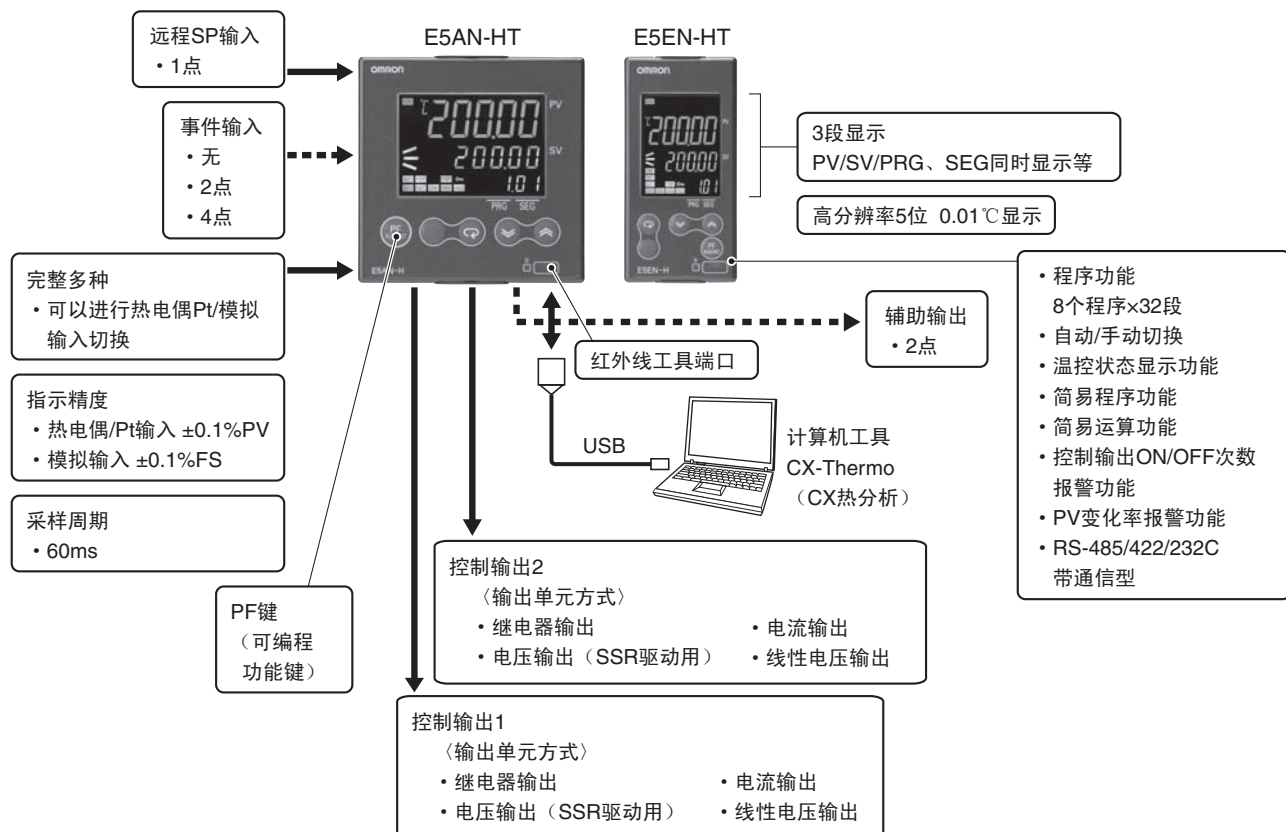 远程SP输入
・1点
事件输入
・无
・2点
・4点
完整多种
・可以进行热电偶Pt/模拟
输入切换
指示精度
・热电偶/Pt输入 ±0.1%PV
・模拟输入 ±0.1%FS
采样周期
・60ms
E5AN-HT
OMRON
℃
200.00
PV
200.00
SV
1.01
PRG SEG
PF
E5AN-H
E5EN-HT
OMRON
℃
200.00
PV
200.00
SV
1.01
PRG SEG
PF
E5EN-H
3段显示
PV/SV/PRG、SEG同时显示等
高分辨率5位 0.01℃显示
・程序功能
8个程序×32段
・自动/手动切换
・温控状态显示功能
・简易程序功能
・简易运算功能
・控制输出ON/OFF次数
报警功能
・PV变化率报警功能
・RS-485/422/232C
带通信型
辅助输出
・2点
红外线工具端口
USB
计算机工具
CX-Thermo
（CX热分析）
PF键
（可编程
功能键）
控制输出2
〈输出单元方式〉
・继电器输出 ・电流输出
・电压输出（SSR驱动用） ・线性电压输出
控制输出1
〈输出单元方式〉
・继电器输出 ・电流输出
・电压输出（SSR驱动用） ・线性电压输出